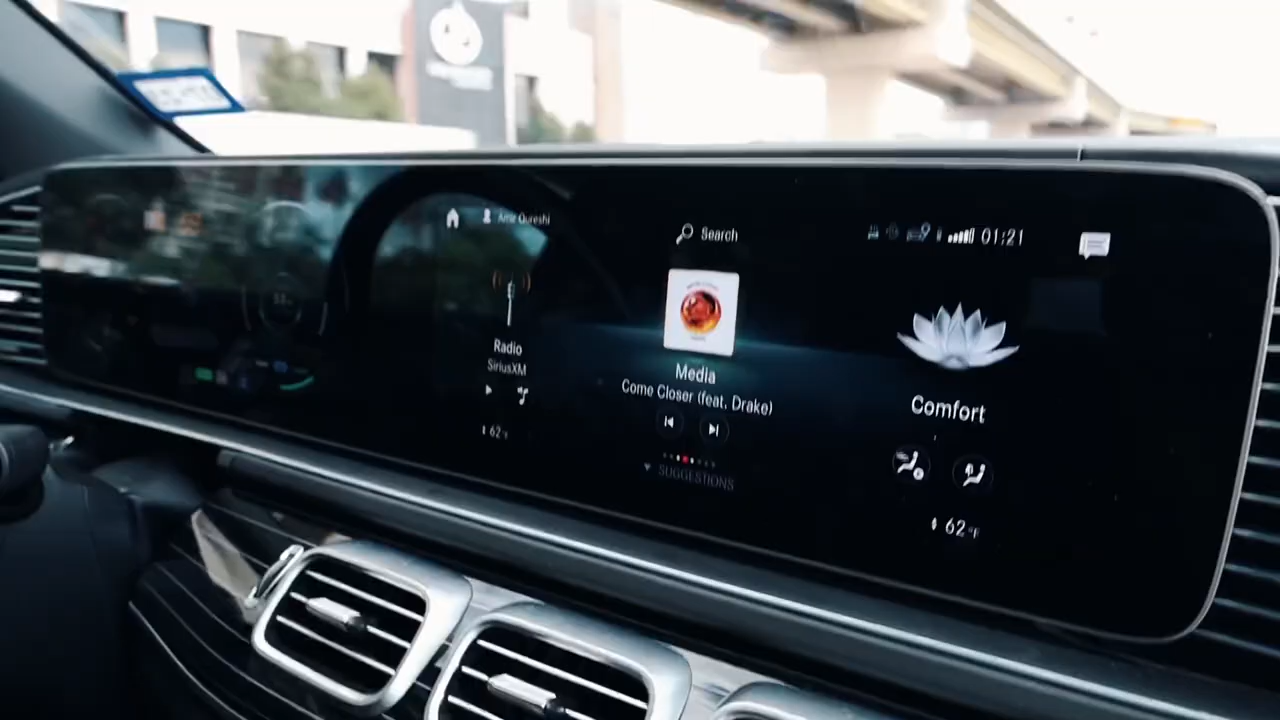 Amir Qureshi
Search
01:21
Radio
SiriusXM
62°F
Media
Come Closer (feat. Drake)
SUGGESTIONS
Comfort
62°F